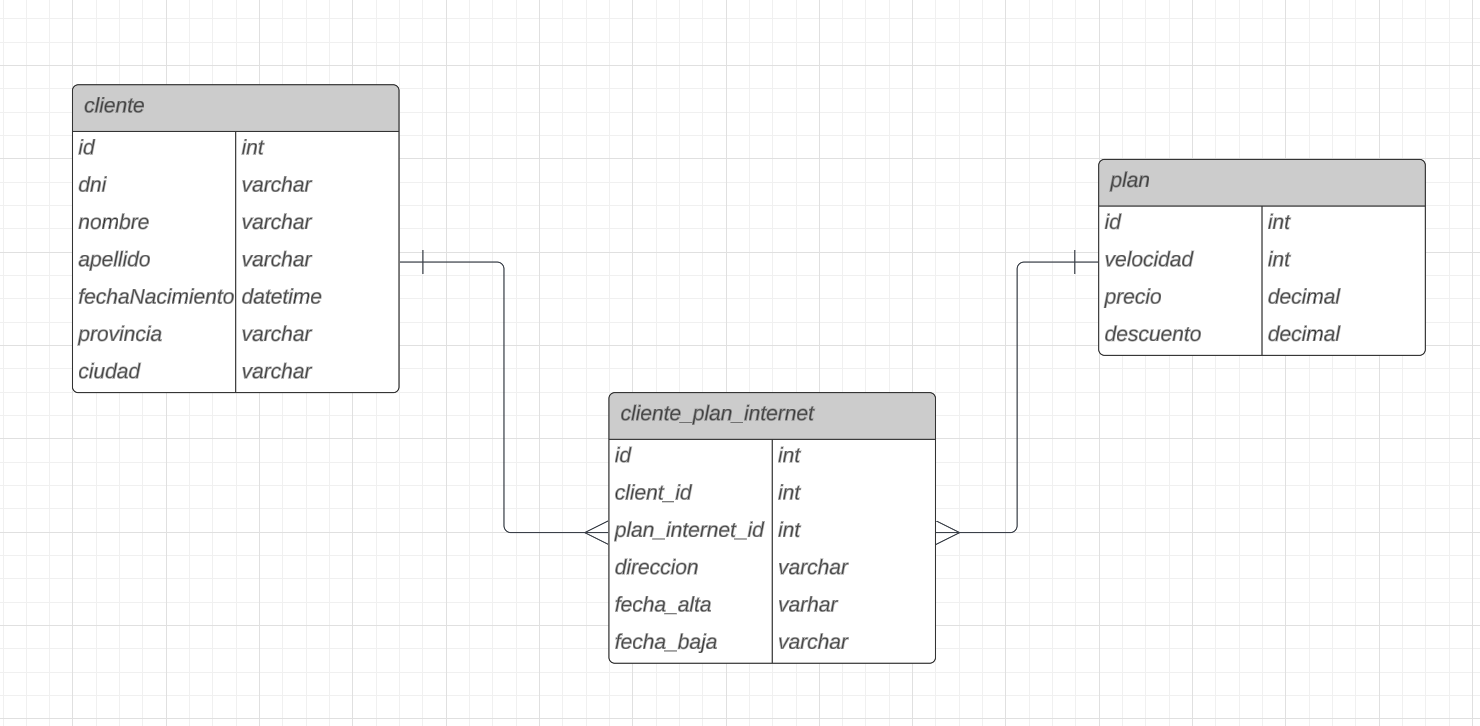 cliente
id int
dni varchar
nombre varchar
apellido varchar
fechaNacimiento datetime
provincia varchar
ciudad varchar
plan
id int
velocidad int
precio decimal
descuento decimal
cliente_plan_internet
id int
client_id int
plan_internet_id int
direccion varchar
fecha_alta varhar
fecha_baja varchar